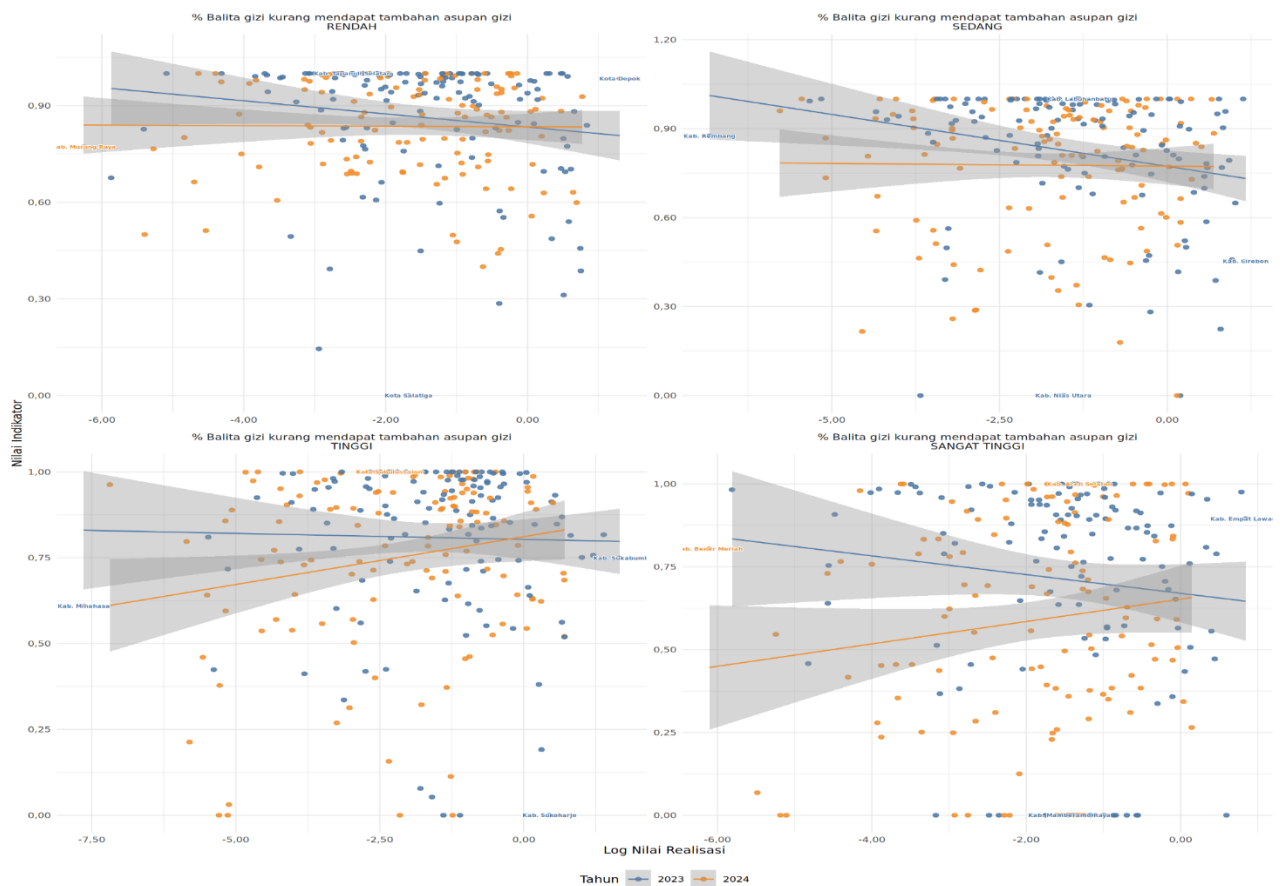 % Balita gizi kurang mendapat tambahan asupan gizi
RENDAH
0,90
0,60
0,30
0,00
-6,00
-4,00
-2,00
0,00
Kota Depok
Kota Salatiga
% Balita gizi kurang mendapat tambahan asupan gizi
SEDANG
1,20
0,90
0,60
0,30
0,00
-5,00
-2,50
0,00
Kab. Rembang
Kab. Cirebon
Kab. Nias Utara
Nilai Indikator
% Balita gizi kurang mendapat tambahan asupan gizi
TINGGI
1,00
0,75
0,50
0,25
0,00
-7,50
-5,00
-2,50
0,00
Kab. Minahasa
Kab. Sukabumi
Kab. Sukoharjo
% Balita gizi kurang mendapat tambahan asupan gizi
SANGAT TINGGI
1,00
0,75
0,50
0,25
0,00
-6,00
-4,00
-2,00
0,00
Kab. Empat Lawang
ab. Bener Meriah
Log Nilai Realisasi
Tahun 2023 2024